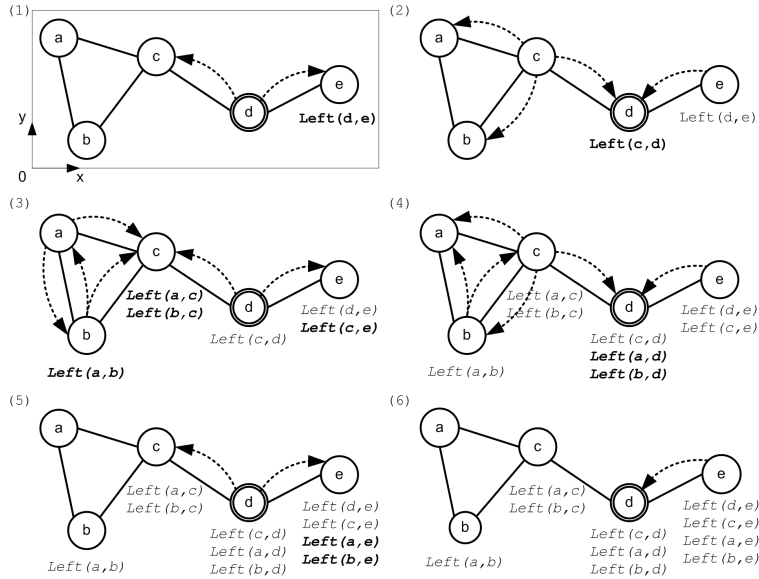 (1)
a
c
e
d
b
Left(d,e)
y
0
x
(2)
a
c
e
d
b
Left(d,e)
Left(c,d)
(3)
a
c
e
d
b
Left(a,c)
Left(b,c)
Left(d,e)
Left(c,e)
Left(c,d)
Left(a,b)
(4)
a
c
e
d
b
Left(a,c)
Left(b,c)
Left(d,e)
Left(c,e)
Left(c,d)
Left(a,d)
Left(b,d)
Left(a,b)
(5)
a
c
e
d
b
Left(a,c)
Left(b,c)
Left(d,e)
Left(c,e)
Left(a,e)
Left(b,e)
Left(c,d)
Left(a,d)
Left(b,d)
Left(a,b)
(6)
a
c
e
d
b
Left(a,c)
Left(b,c)
Left(d,e)
Left(c,e)
Left(a,e)
Left(b,e)
Left(c,d)
Left(a,d)
Left(b,d)
Left(a,b)